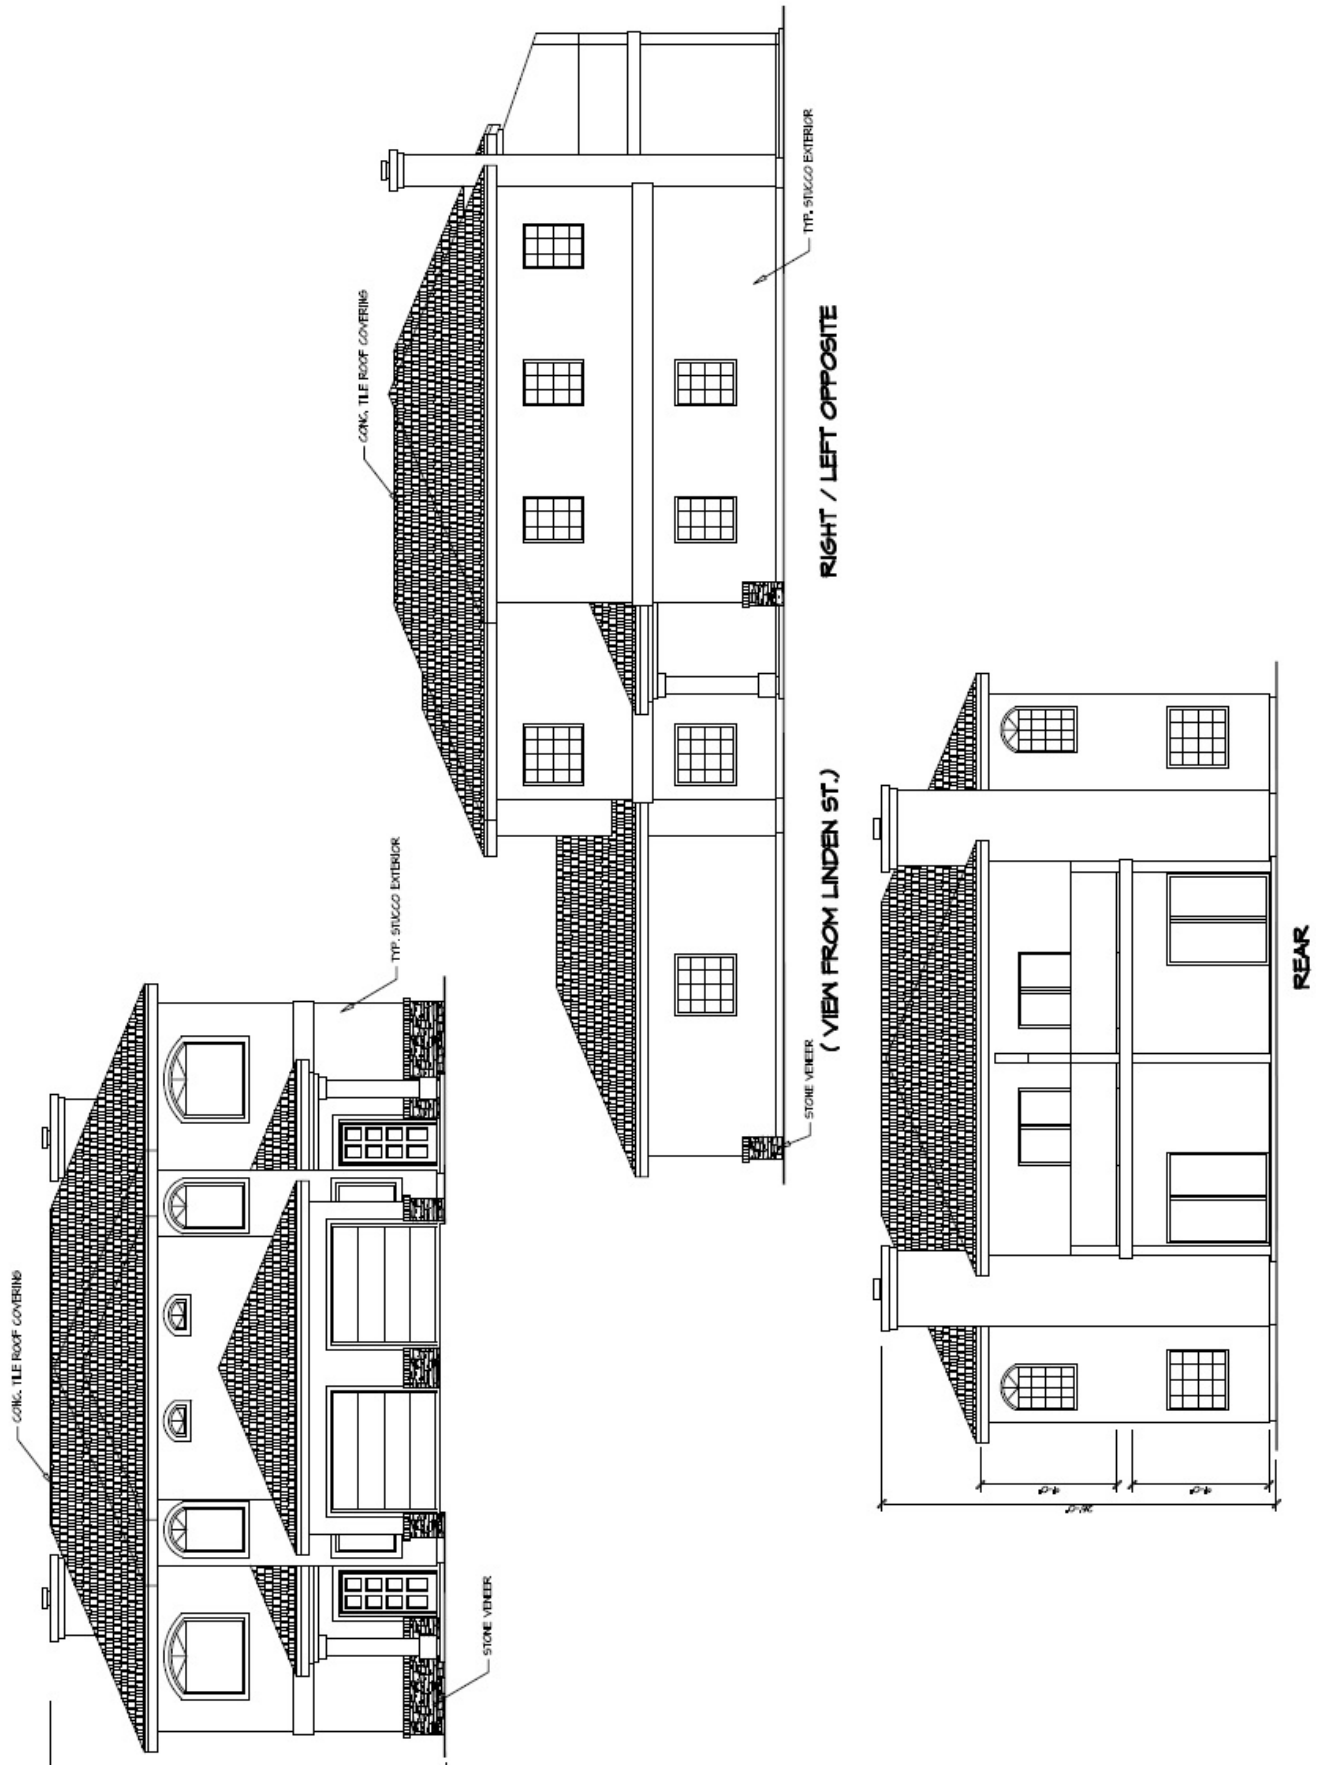 CONC. TILE ROOF COVERING
TYP. STUCCO EXTERIOR
STONE VENEER
CONC. TILE ROOF COVERING
TYP. STUCCO EXTERIOR
STONE VENEER
RIGHT / LEFT OPPOSITE
( VIEW FROM LINDEN ST.)
REAR